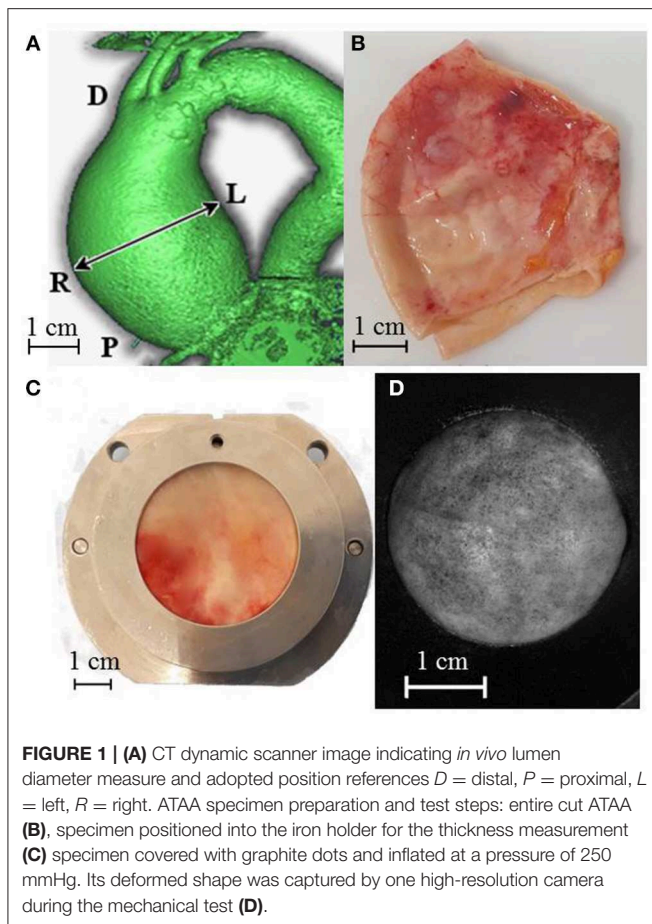 A
B
D
L
R
1 cm
P
1 cm
C
D
1 cm
1 cm
FIGURE 1 | (A) CT dynamic scanner image indicating in vivo lumen
diameter measure and adopted position references D = distal, P = proximal, L
= left, R = right. ATAA specimen preparation and test steps: entire cut ATAA
(B), specimen positioned into the iron holder for the thickness measurement
(C) specimen covered with graphite dots and inflated at a pressure of 250
mmHg. Its deformed shape was captured by one high-resolution camera
during the mechanical test (D).